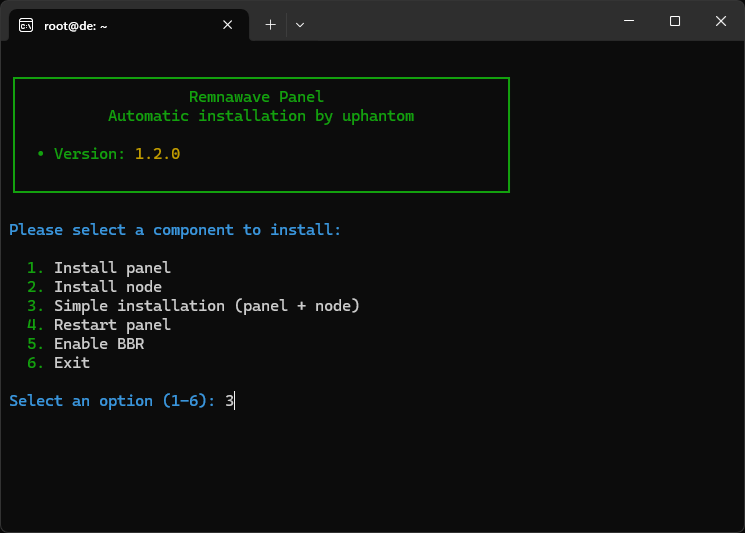 root@de: ~
Remnawave Panel
Automatic installation by uphantom
• Version: 1.2.0
Please select a component to install:
1. Install panel
2. Install node
3. Simple installation (panel + node)
4. Restart panel
5. Enable BBR
6. Exit
Select an option (1-6): 3